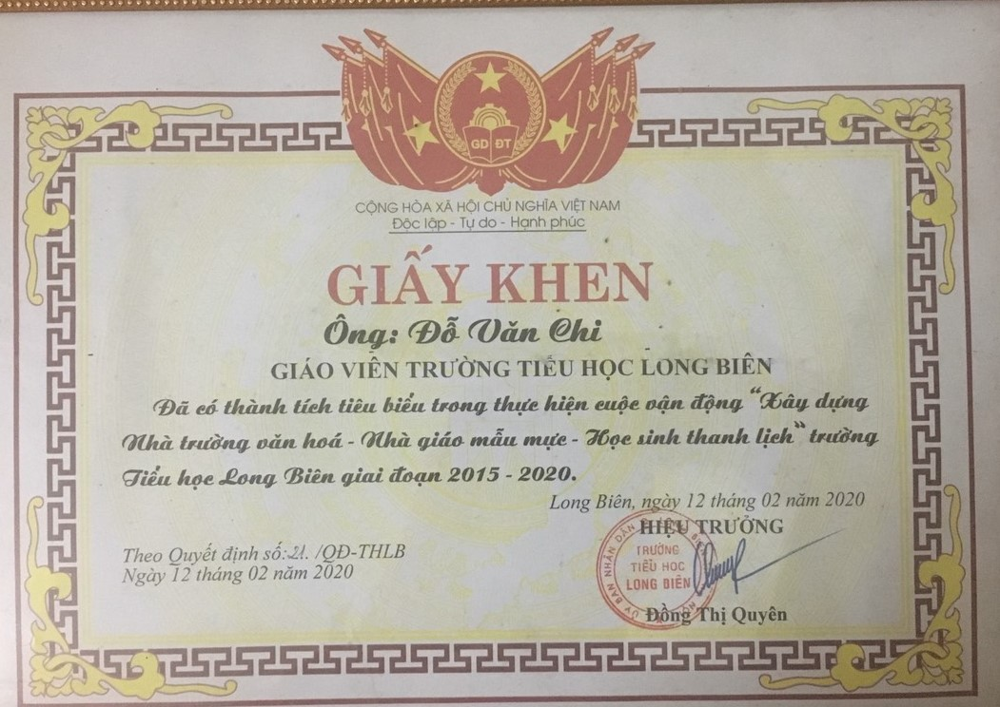 GD ĐT
CỘNG HÒA XÃ HỘI CHỦ NGHĨA VIỆT NAM
Độc lập - Tự do - Hạnh phúc
GIẤY KHEN
Ông: Đỗ Văn Chi
GIÁO VIÊN TRƯỜNG TIỂU HỌC LONG BIÊN
Đã có thành tích tiêu biểu trong thực hiện cuộc vận động "Xây dựng
Nhà trường văn hoá - Nhà giáo mẫu mực - Học sinh thanh lịch" trường
Tiểu học Long Biên giai đoạn 2015 - 2020.
Long Biên, ngày 12 tháng 02 năm 2020
HIỆU TRƯỞNG
Theo Quyết định số: 21. /QĐ-THLB
Ngày 12 tháng 02 năm 2020
ỦY BAN NHÂN DÂN
TRƯỜNG
TIỂU HỌC
LONG BIÊN
Đồng Thị Quyên